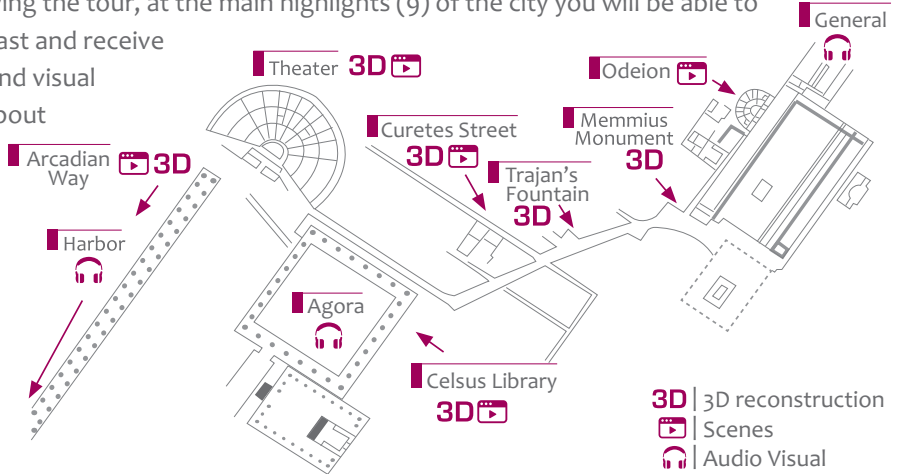 ving the tour, at the main highlights (9) of the city you will be able to
ast and receive
nd visual
bout
General
Theater 3D
Odeion
Curetes Street
3D
Memmius
Monument
3D
Arcadian
Way
3D
Trajan's
Fountain
3D
Harbor
Agora
Celsus Library
3D
3D | 3D reconstruction
| Scenes
| Audio Visual